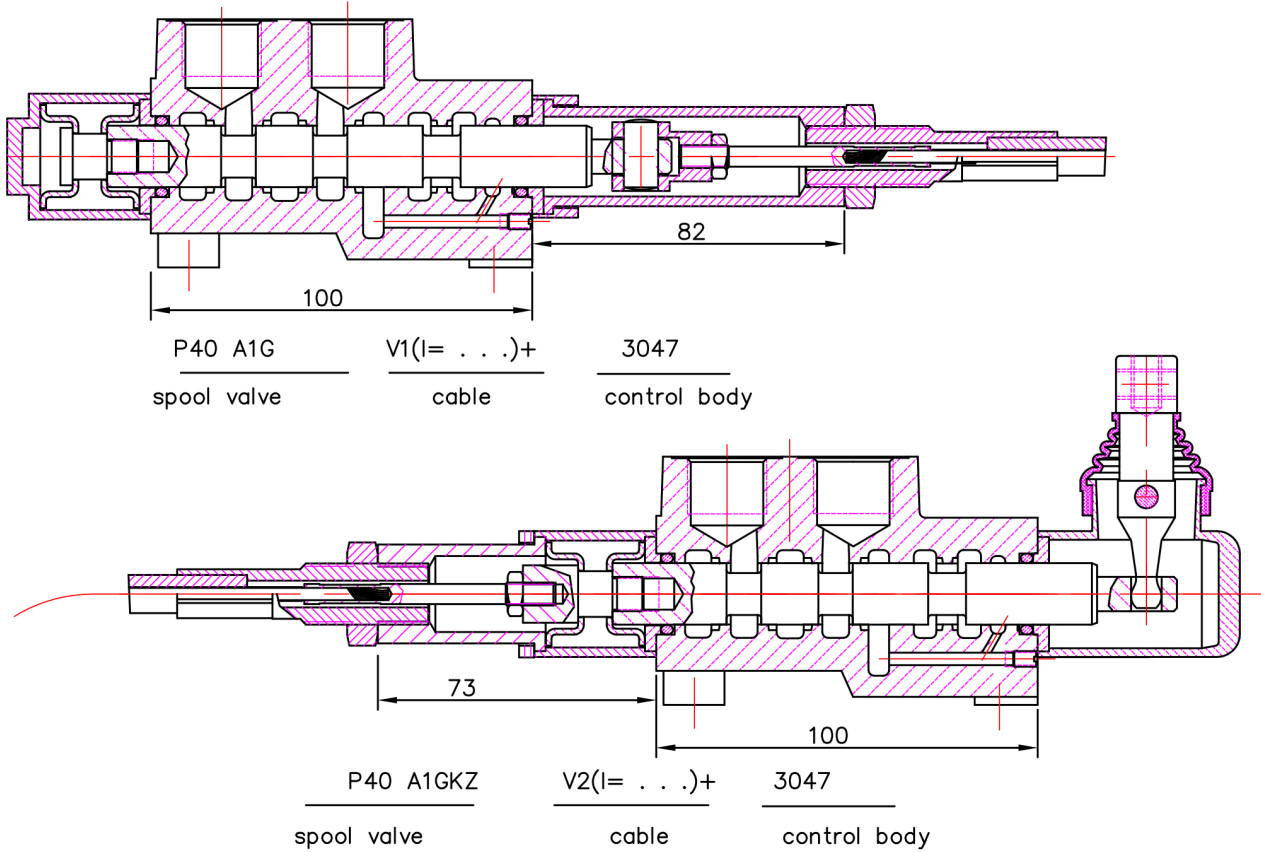 82
100
P40 A1G V1(I= . . .)+ 3047
spool valve cable control body
73
100
P40 A1GKZ V2(I= . . .)+ 3047
spool valve cable control body